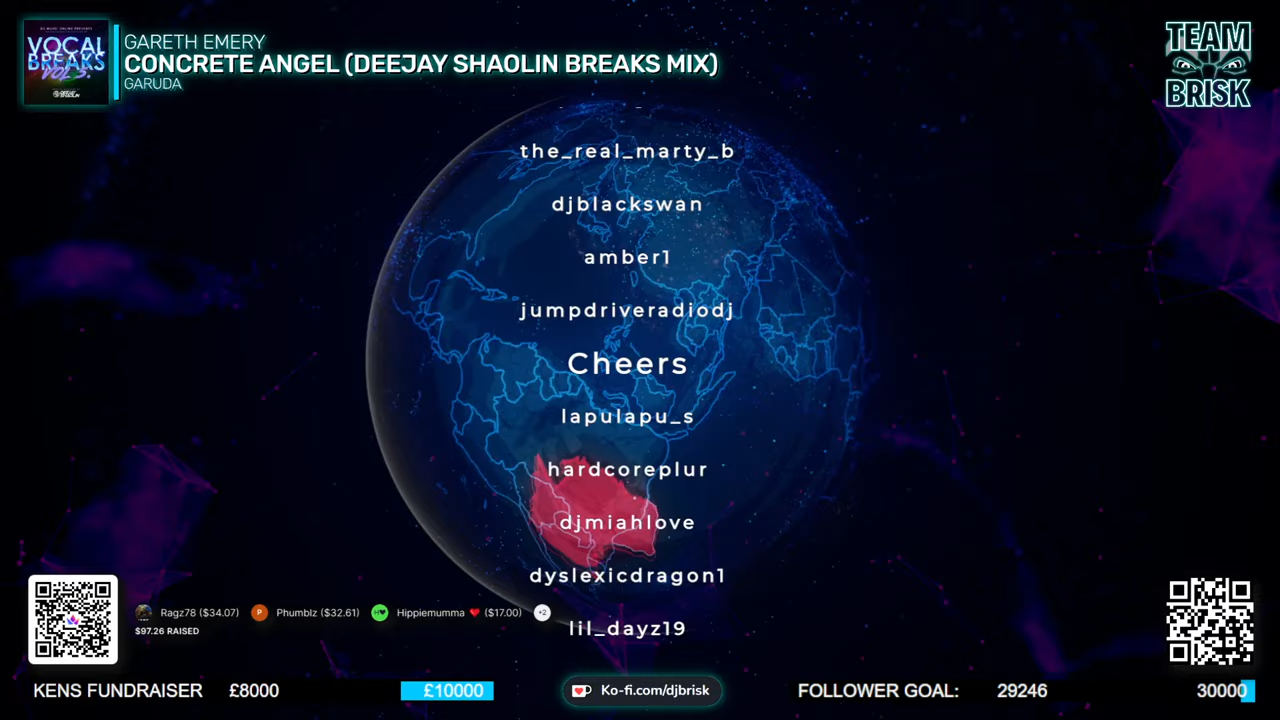 VOCAL
BREAKS
VOL 5.
GARETH EMERY
CONCRETE ANGEL (DEEJAY SHAOLIN BREAKS MIX)
GARUDA
TEAM
BRISK
the_real_marty_b
djblackswan
amber1
jumpdriveradiodj
Cheers
lapulapu_s
hardcoreplur
djmiahlove
dyslexicdragon1
lil_dayz19
Ragz78 ($34.07) P Phumblz ($32.61) H Hippiemumma ❤ ($17.00) +2
$97.26 RAISED
KENS FUNDRAISER £8000 £10000
Ko-fi.com/djbrisk
FOLLOWER GOAL: 29246 30000